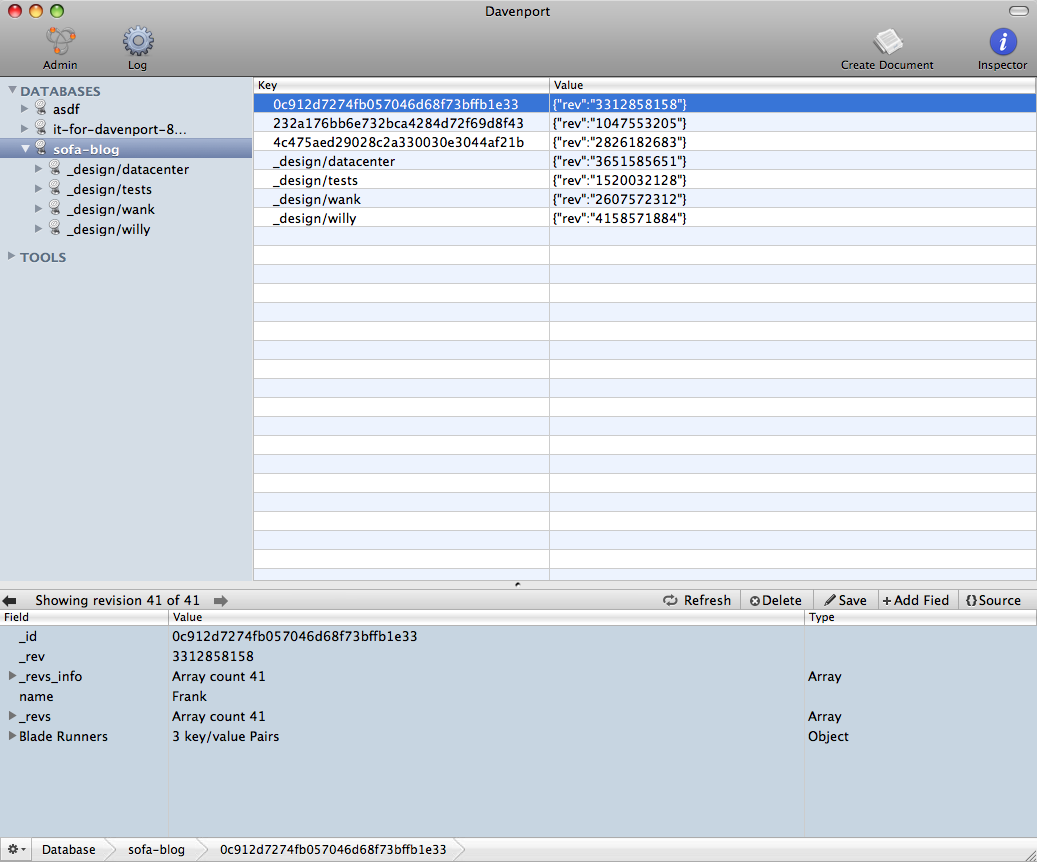 Davenport
Admin Log Create Document Inspector
DATABASES
asdf
it-for-davenport-8...
sofa-blog
_design/datacenter
_design/tests
_design/wank
_design/willy
TOOLS
Key Value
0c912d7274fb057046d68f73bffb1e33 {"rev":"3312858158"}
232a176bb6e732bca4284d72f69d8f43 {"rev":"1047553205"}
4c475aed29028c2a330030e3044af21b {"rev":"2826182683"}
_design/datacenter {"rev":"3651585651"}
_design/tests {"rev":"1520032128"}
_design/wank {"rev":"2607572312"}
_design/willy {"rev":"4158571884"}
Showing revision 41 of 41 Refresh Delete Save +Add Fied {}Source
Field Value Type
_id 0c912d7274fb057046d68f73bffb1e33
_rev 3312858158
_revs_info Array count 41 Array
name Frank
_revs Array count 41 Array
Blade Runners 3 key/value Pairs Object
Database sofa-blog 0c912d7274fb057046d68f73bffb1e33